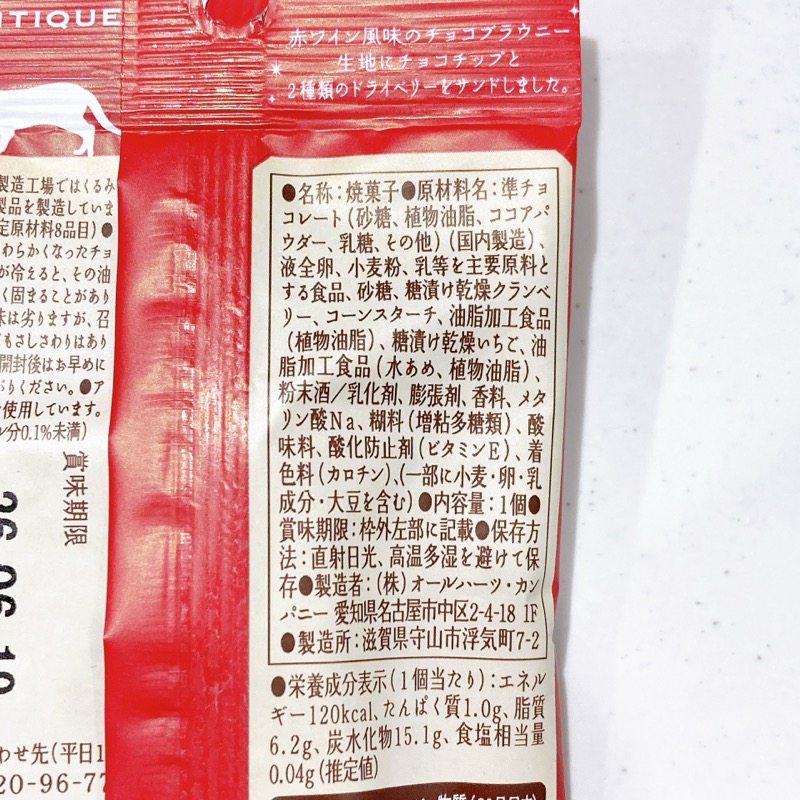 TIQUE
赤ワイン風味のチョコブラウニー
生地にチョコチップと
2種類のドライベリーをサンドしました。
製造工場ではくるみ
製品を製造していま
定原材料8品目)●
わらかくなったチョ
が冷えると、その油
く固まることがあり
味は劣りますが、召
もさしさわりはあり
開封後はお早めに
がりください。●ア
使用しています。
ル分0.1%未満)
賞味期限
26.06.10
わせ先(平日1
20-96-77
●名称:焼菓子●原材料名:準チョ
コレート(砂糖、植物油脂、ココアパ
ウダー、乳糖、その他)(国内製造)、
液全卵、小麦粉、乳等を主要原料と
する食品、砂糖、糖漬け乾燥クランベ
リー、コーンスターチ、油脂加工食品
(植物油脂)、糖漬け乾燥いちご、油
脂加工食品(水あめ、植物油脂)、
粉末酒/乳化剤、膨張剤、香料、メタ
リン酸Na、糊料(増粘多糖類)、酸
味料、酸化防止剤(ビタミンE)、着
色料(カロチン)、(一部に小麦・卵・乳
成分・大豆を含む)●内容量:1個●
賞味期限:枠外左部に記載●保存方
法:直射日光、高温多湿を避けて保
存●製造者:(株)オールハーツ・カン
パニー 愛知県名古屋市中区2-4-18 1F
●製造所:滋賀県守山市浮気町7-2
●栄養成分表示(1個当たり):エネル
ギー120kcal、たんぱく質1.0g、脂質
6.2g、炭水化物15.1g、食塩相当量
0.04g(推定値)